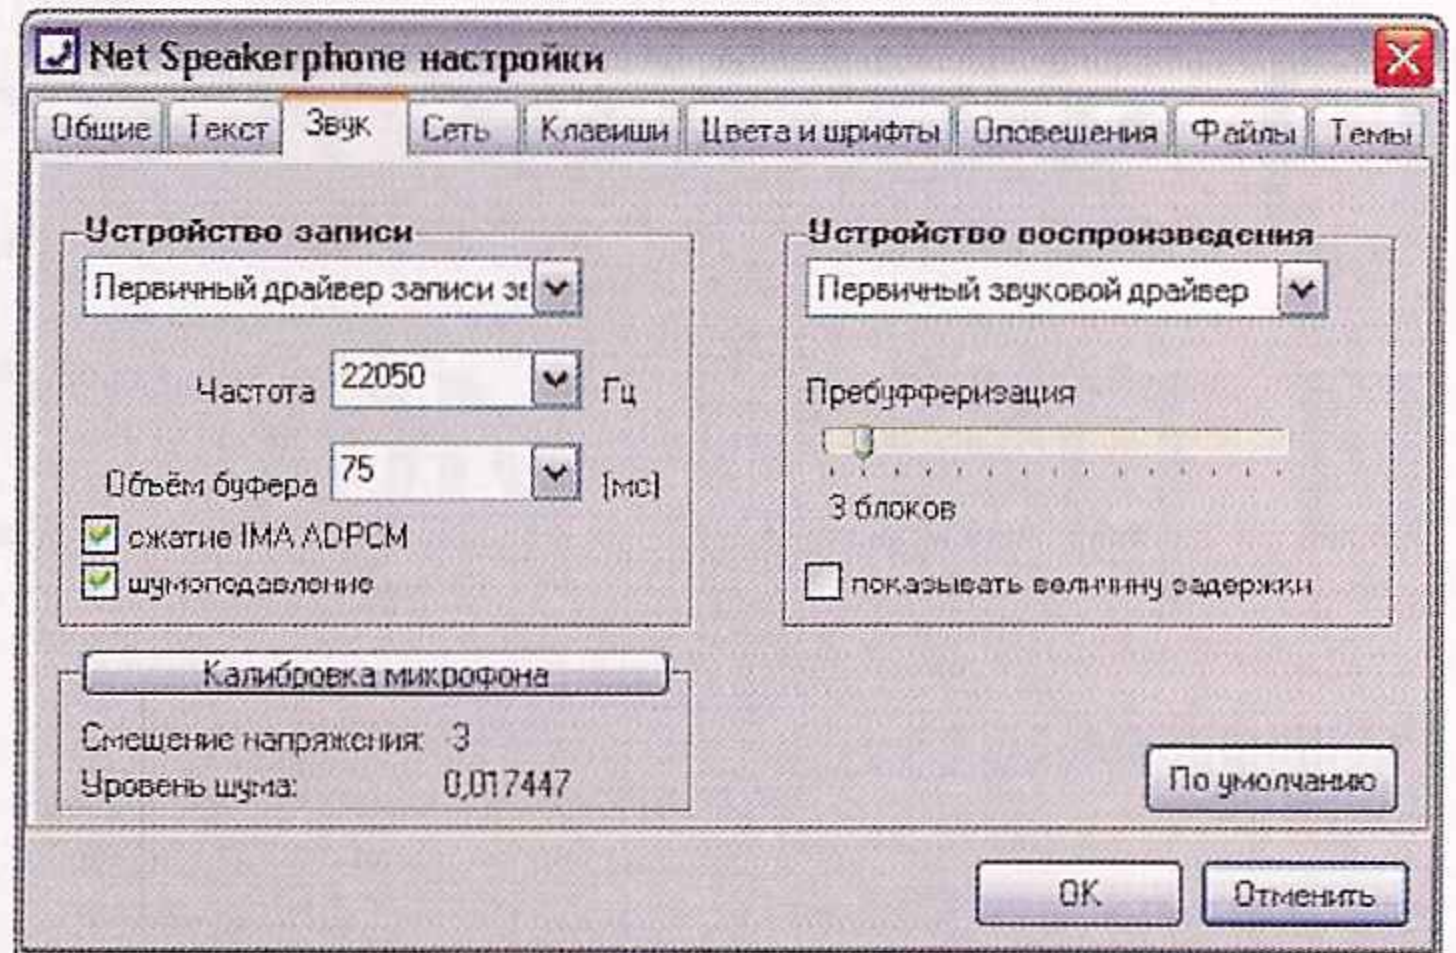 Net Speakerphone настройки
Общие Текст Звук Сеть Клавиши Цвета и шрифты Оповещения Файлы Темы
Устройство записи
Первичный драйвер записи зв
Частота 22050 Гц
Объём буфера 75 [мс]
сжатие IMA ADPCM
шумоподавление
Калибровка микрофона
Смещение напряжения: 3
Уровень шума: 0,017447
Устройство воспроизведения
Первичный звуковой драйвер
Пребуфферизация
3 блоков
показывать величину задержки
По умолчанию
OK Отменить